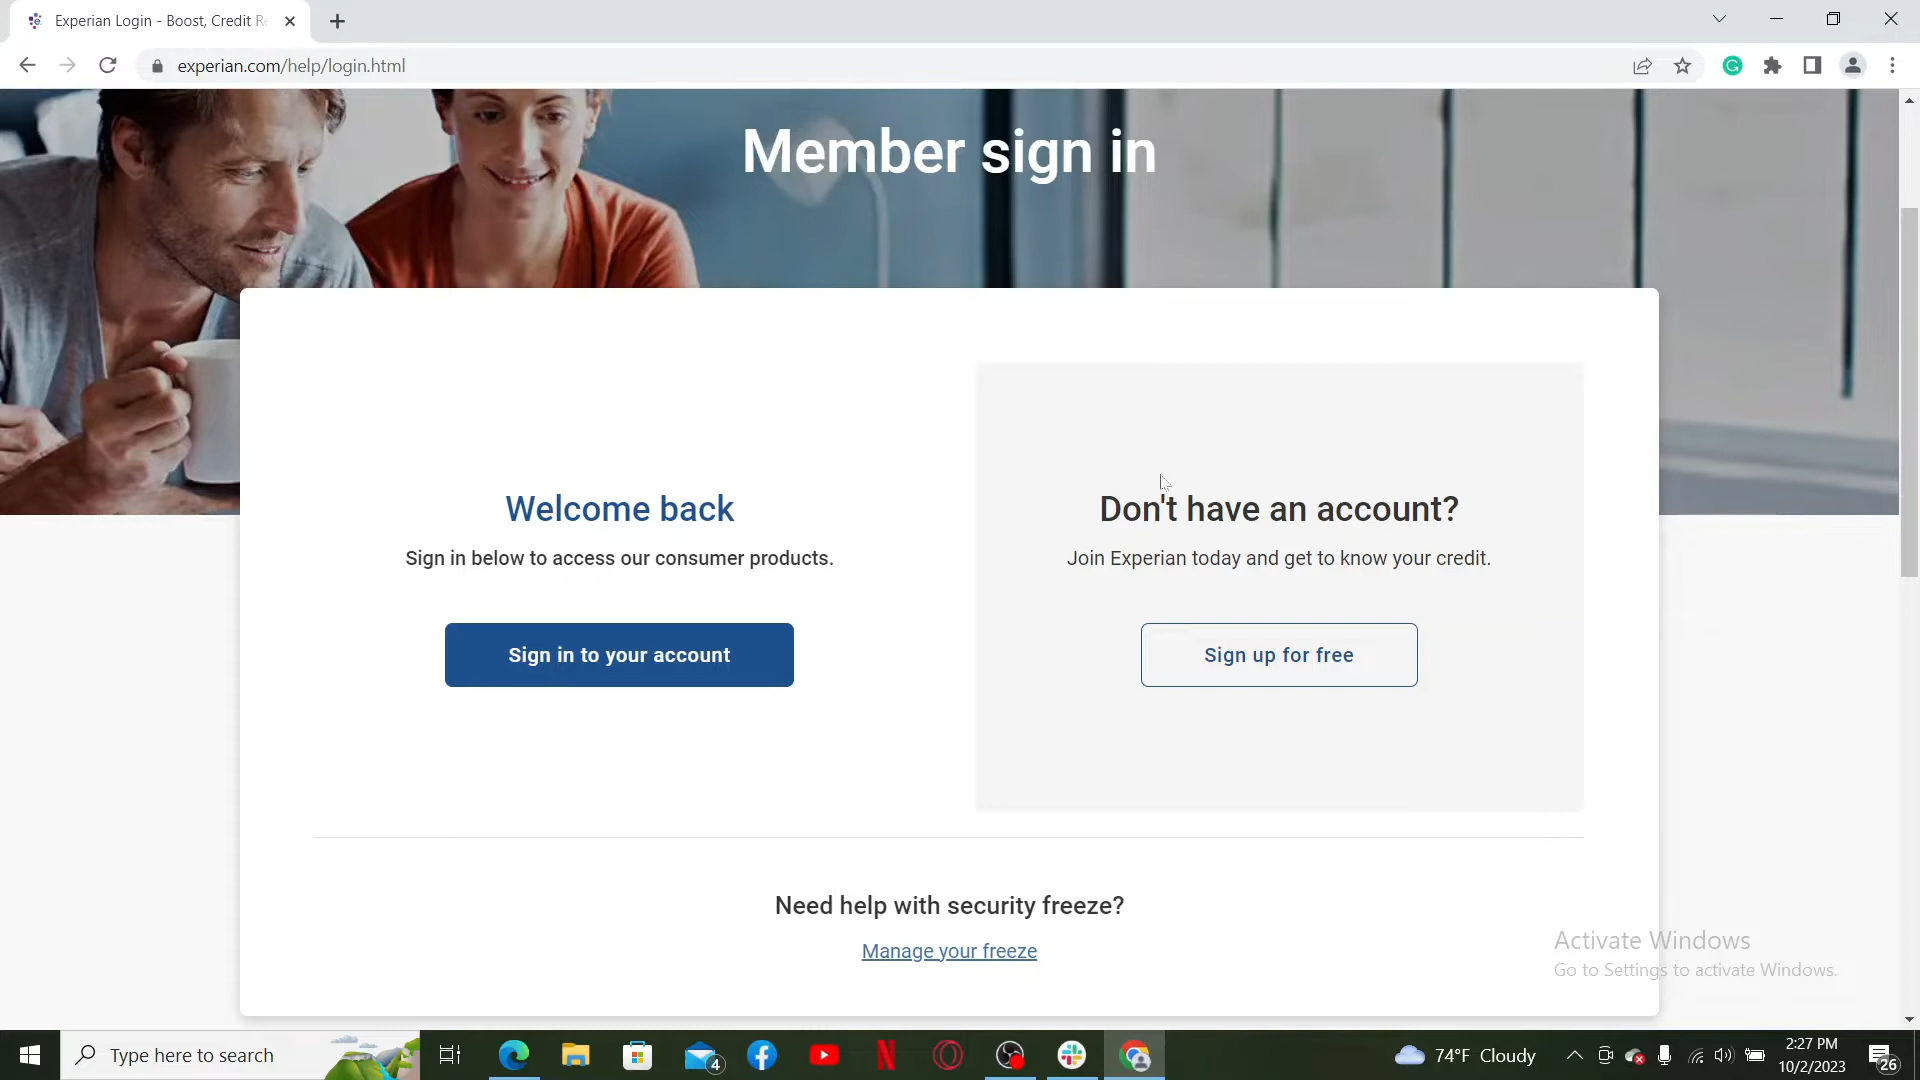 Experian Login - Boost, Credit Re
experian.com/help/login.html
Member sign in
Welcome back
Sign in below to access our consumer products.
Sign in to your account
Don't have an account?
Join Experian today and get to know your credit.
Sign up for free
Need help with security freeze?
Manage your freeze
Activate Windows
Go to Settings to activate Windows.
Type here to search
4
74°F Cloudy
2:27 PM
10/2/2023
26